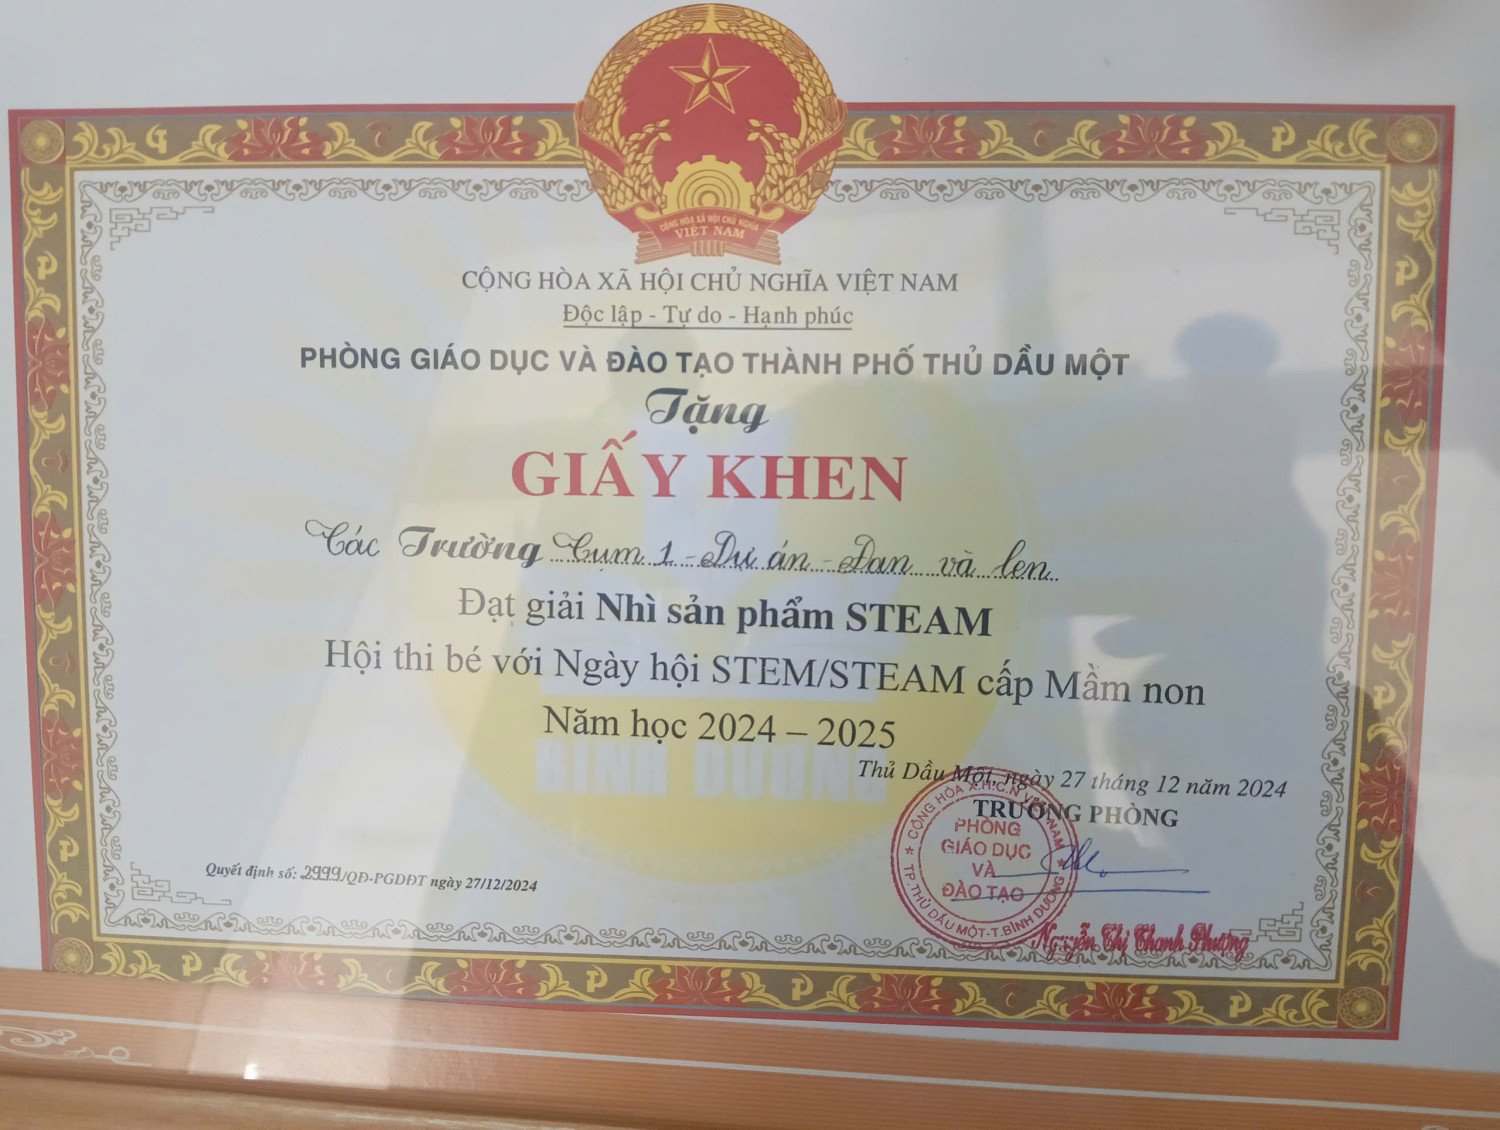 CỘNG HÒA XÃ HỘI CHỦ NGHĨA
VIỆT NAM
CỘNG HÒA XÃ HỘI CHỦ NGHĨA VIỆT NAM
Độc lập - Tự do - Hạnh phúc
PHÒNG GIÁO DỤC VÀ ĐÀO TẠO THÀNH PHỐ THỦ DẦU MỘT
Tặng
GIẤY KHEN
Các Trường Cụm 1 - Dự án - Đan và len
Đạt giải Nhì sản phẩm STEAM
Hội thi bé với Ngày hội STEM/STEAM cấp Mầm non
Năm học 2024 – 2025
BINH DUONG
Thủ Dầu Một, ngày 27 tháng 12 năm 2024
TRƯỞNG PHÒNG
CỘNG HÒA X.H.C.N VIỆT NAM
PHÒNG
GIÁO DỤC
VÀ
ĐÀO TẠO
TP.THỦ DẦU MỘT-T.BÌNH DƯƠNG
Quyết định số: 2999/QĐ-PGDĐT ngày 27/12/2024
Nguyễn Thị Thanh Phượng